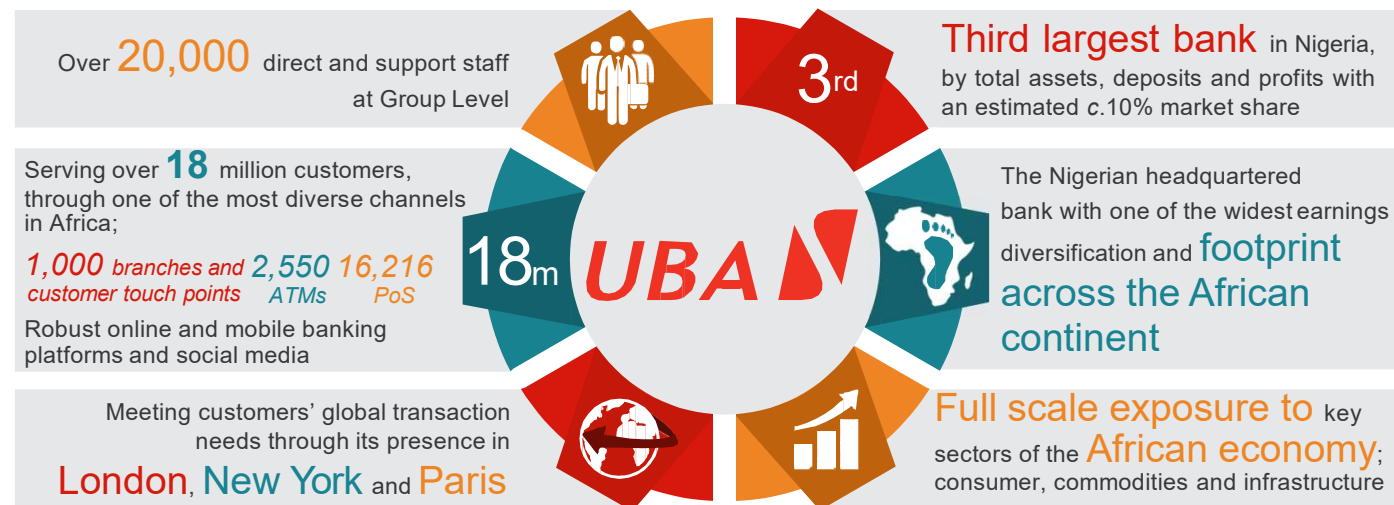 Over 20,000 direct and support staff
at Group Level
3rd
Third largest bank in Nigeria,
by total assets, deposits and profits with
an estimated c.10% market share
Serving over 18 million customers,
through one of the most diverse channels
in Africa;
1,000 branches and
customer touch points
2,550
ATMs
16,216
PoS
Robust online and mobile banking
platforms and social media
18m
UBA
The Nigerian headquartered
bank with one of the widest earnings
diversification and footprint
across the African
continent
Meeting customers’ global transaction
needs through its presence in
London, New York and Paris
Full scale exposure to key
sectors of the African economy;
consumer, commodities and infrastructure